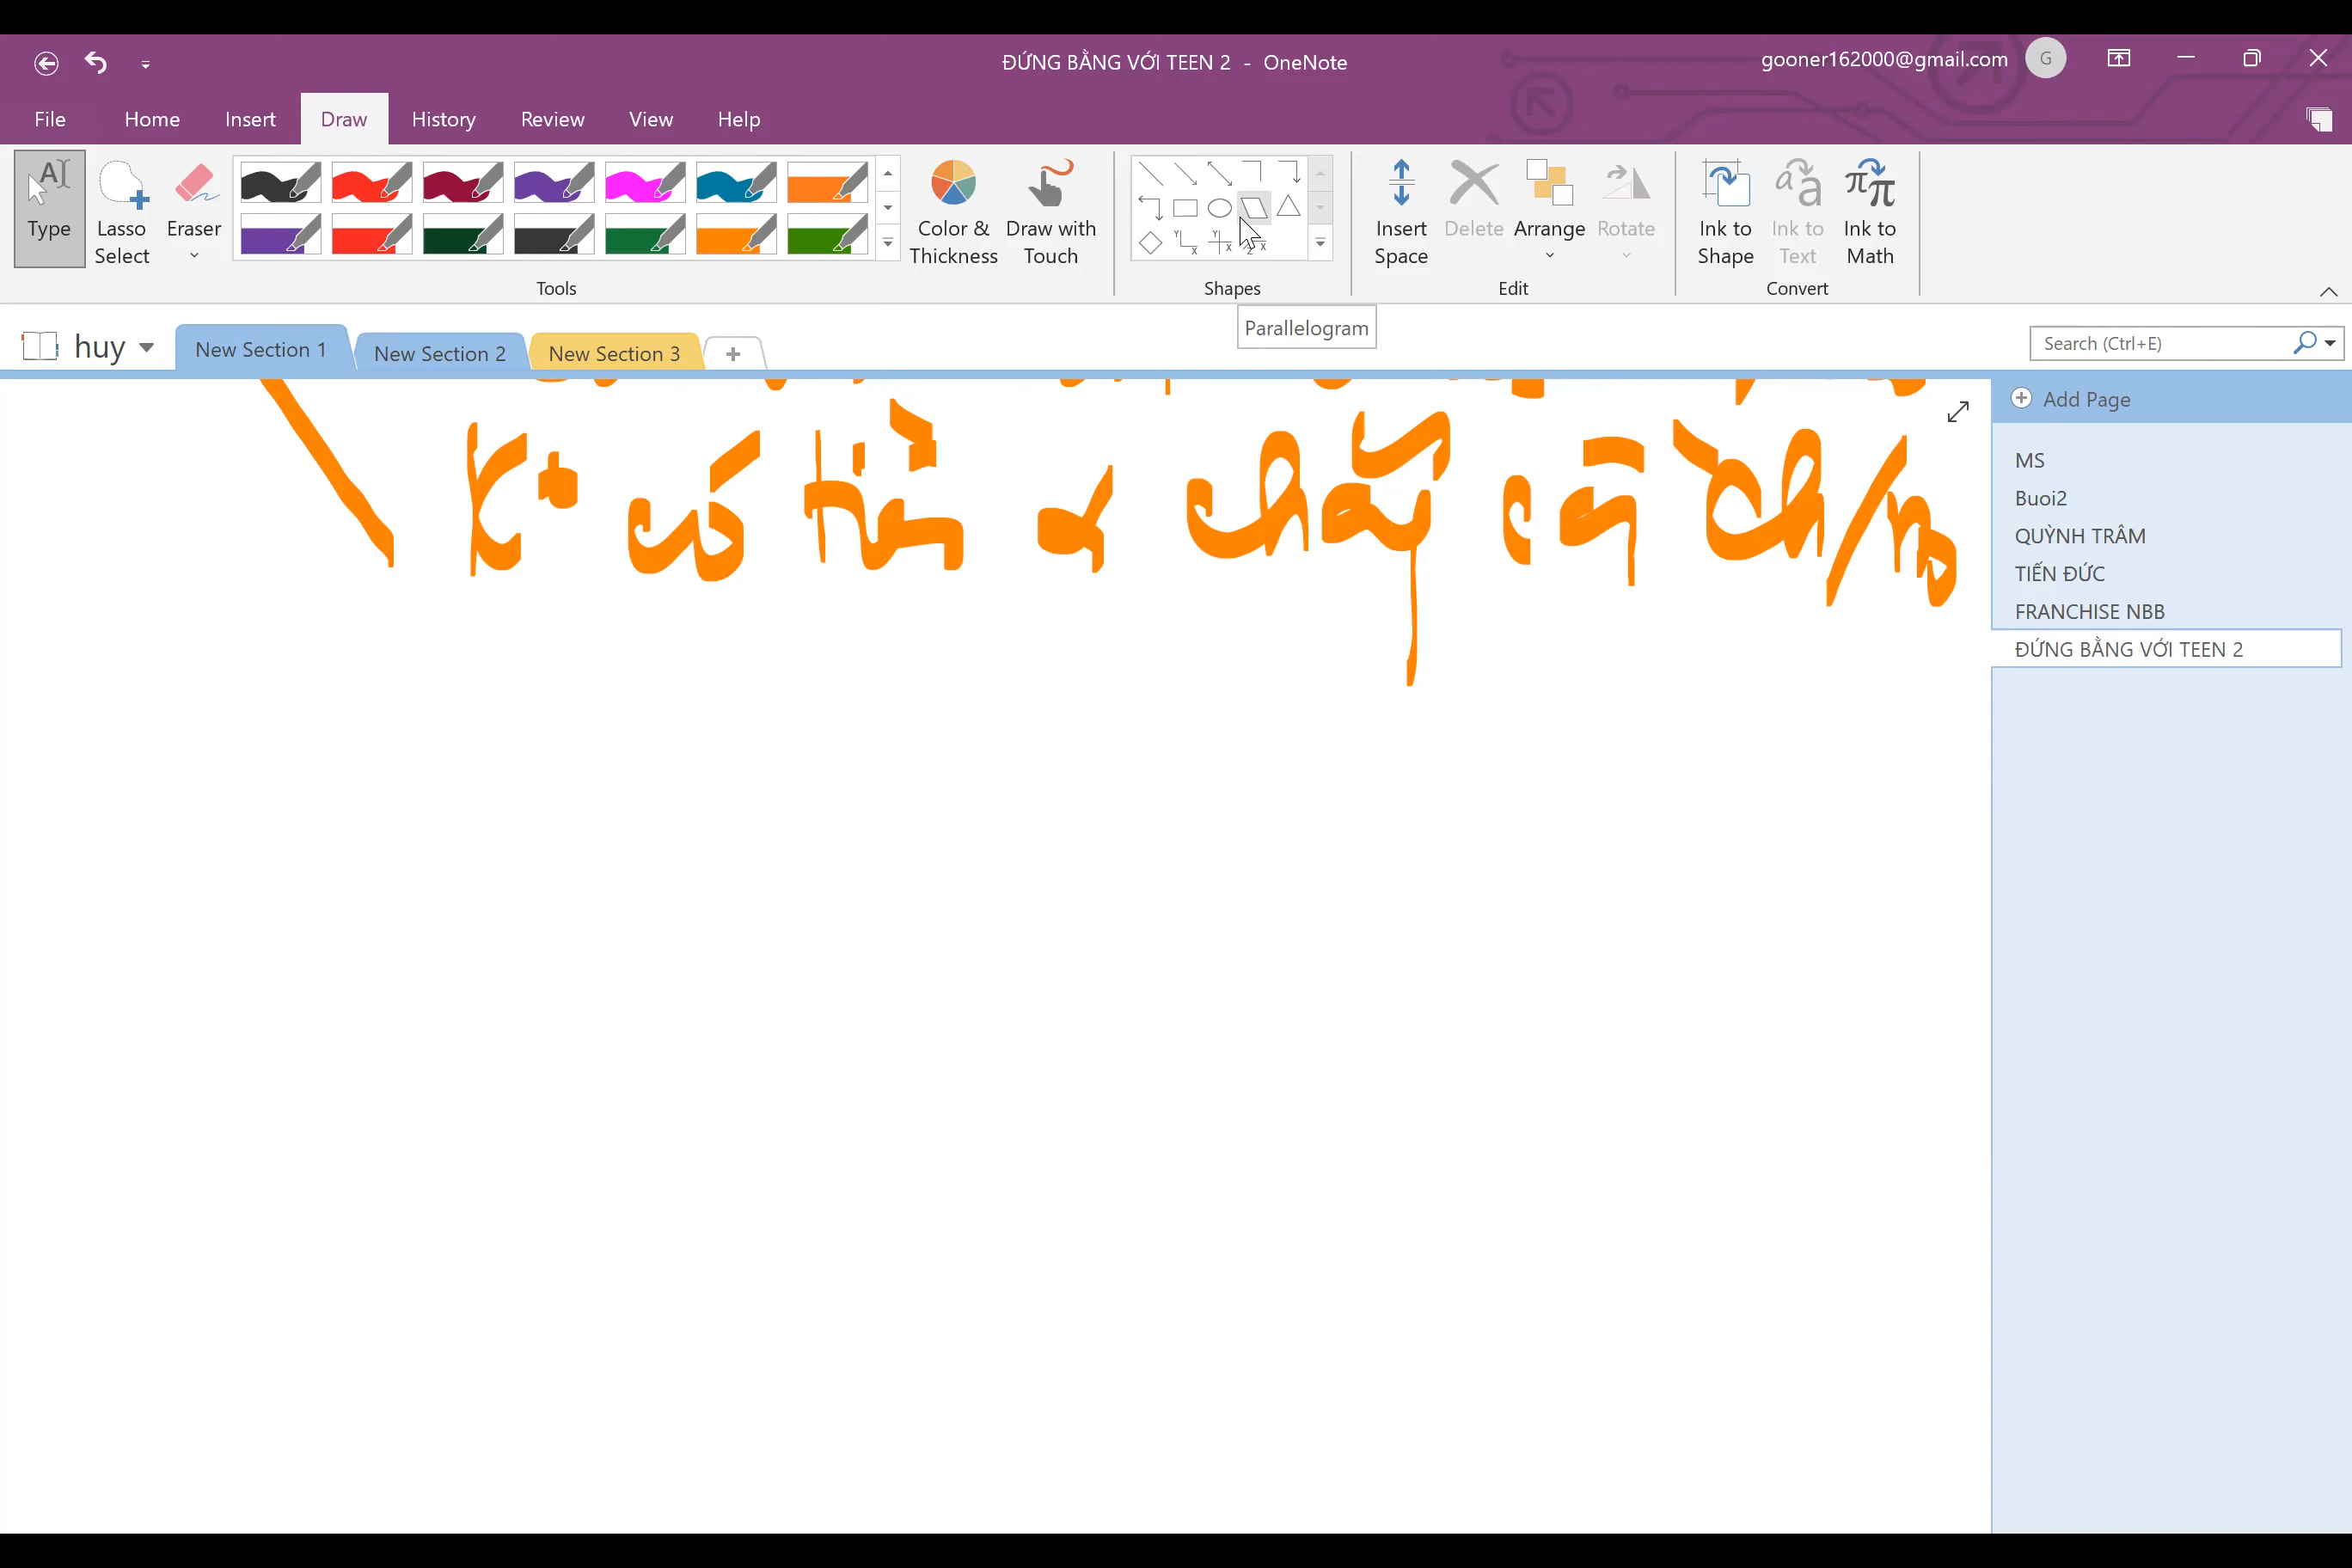 ĐỨNG BẰNG VỚI TEEN 2 - OneNote
gooner162000@gmail.com G
File Home Insert Draw History Review View Help
Type Lasso Select Eraser Color & Thickness Draw with Touch Insert Space Delete Arrange Rotate Ink to Shape Ink to Text Ink to Math
Tools Shapes Edit Convert
Parallelogram
huy New Section 1 New Section 2 New Section 3 +
Search (Ctrl+E)
Add Page
MS
Buoi2
QUỲNH TRÂM
TIẾN ĐỨC
FRANCHISE NBB
ĐỨNG BẰNG VỚI TEEN 2
có tiền chạy